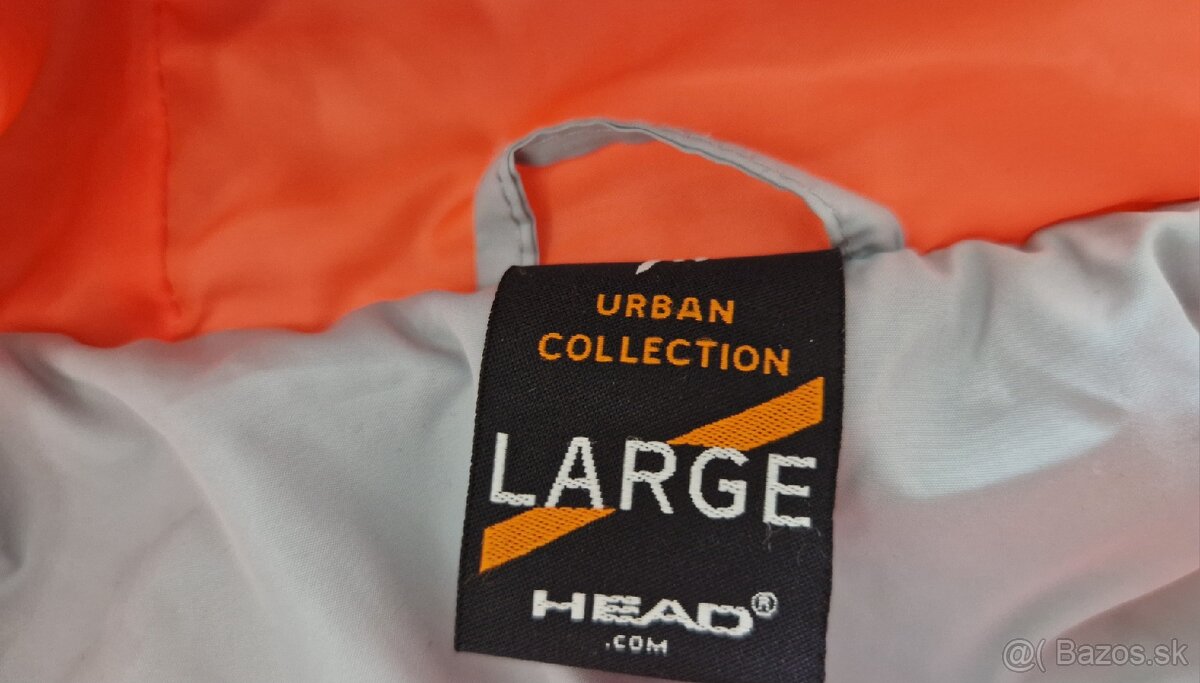 URBAN
COLLECTION
LARGE
HEAD®
.COM
@( Bazos.sk